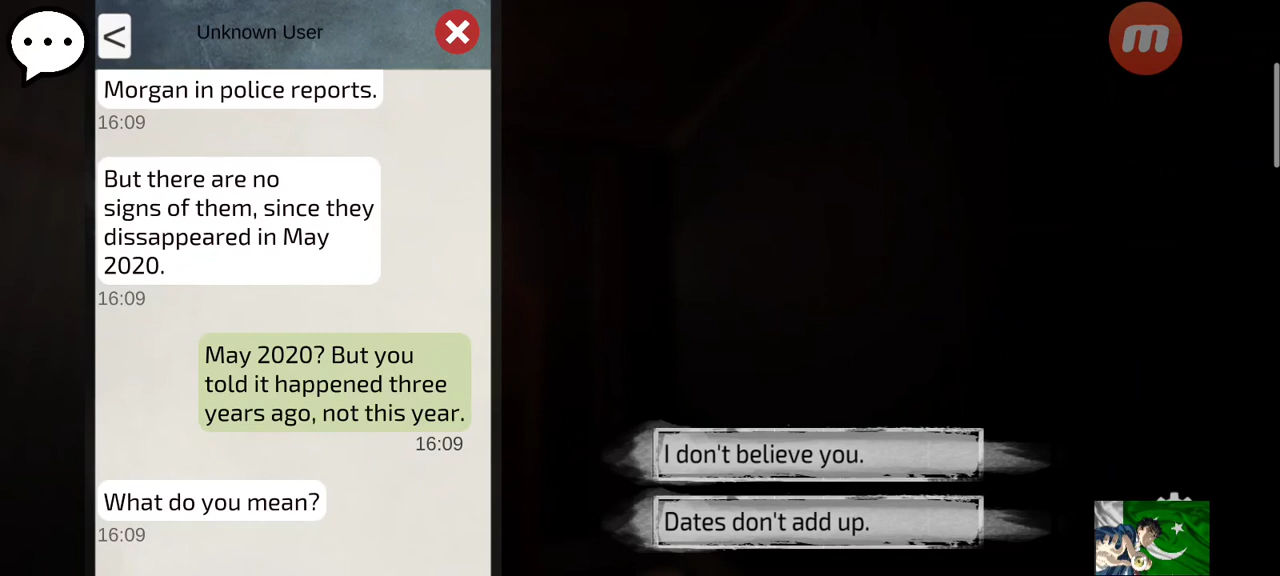 Unknown User
Morgan in police reports.
16:09
But there are no
signs of them, since they
dissappeared in May
2020.
16:09
May 2020? But you
told it happened three
years ago, not this year.
16:09
What do you mean?
16:09
I don't believe you.
Dates don't add up.